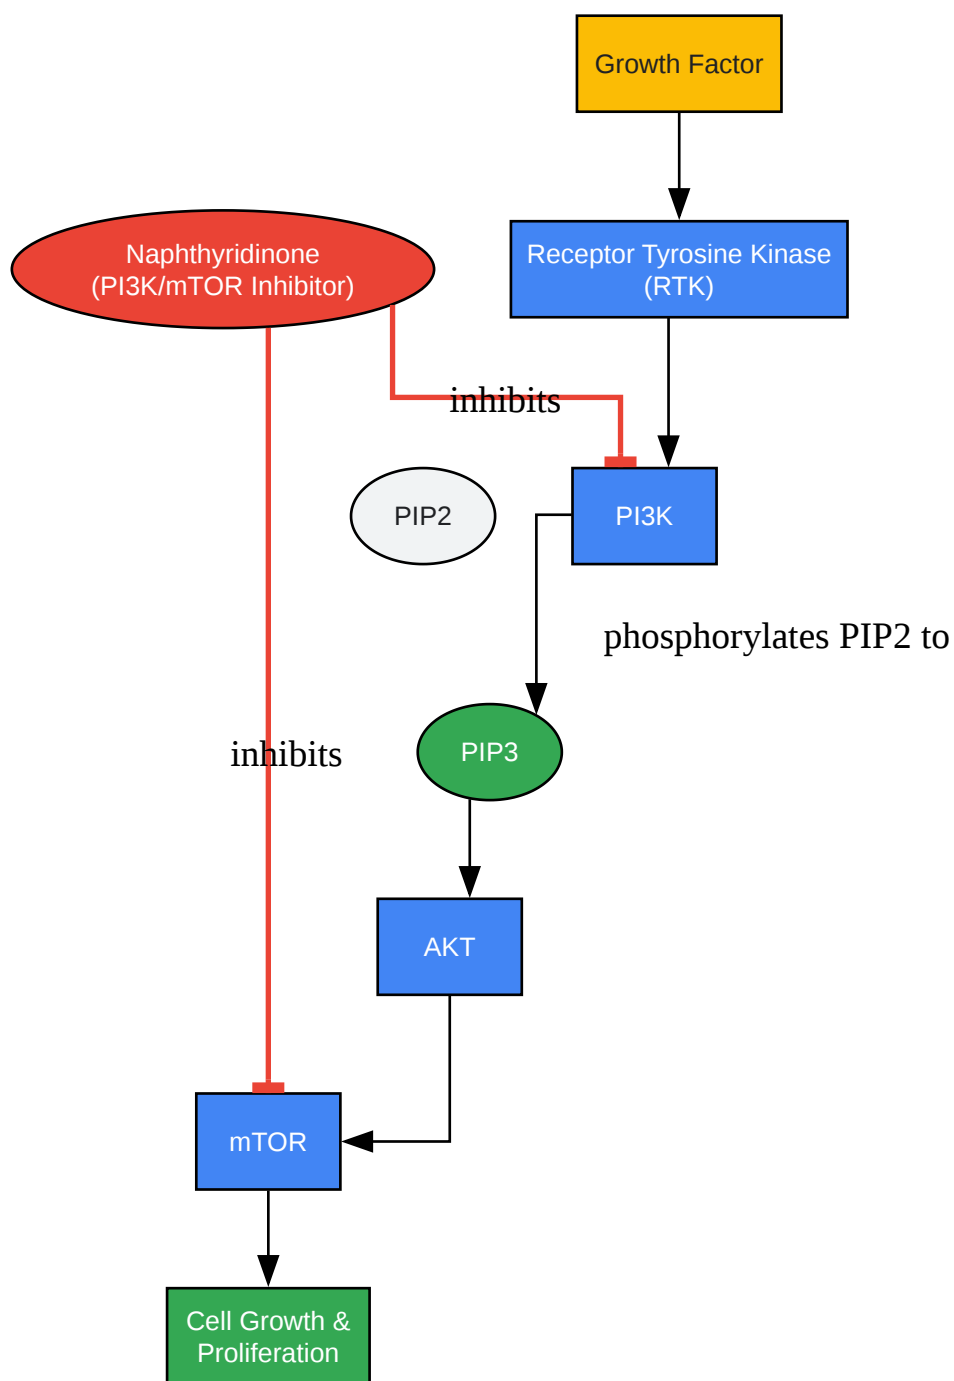 Growth Factor
Naphthyridinone
(PI3K/mTOR Inhibitor)
Receptor Tyrosine Kinase
(RTK)
inhibits
PIP2
PI3K
phosphorylates PIP2 to
inhibits
PIP3
AKT
mTOR
Cell Growth &
Proliferation